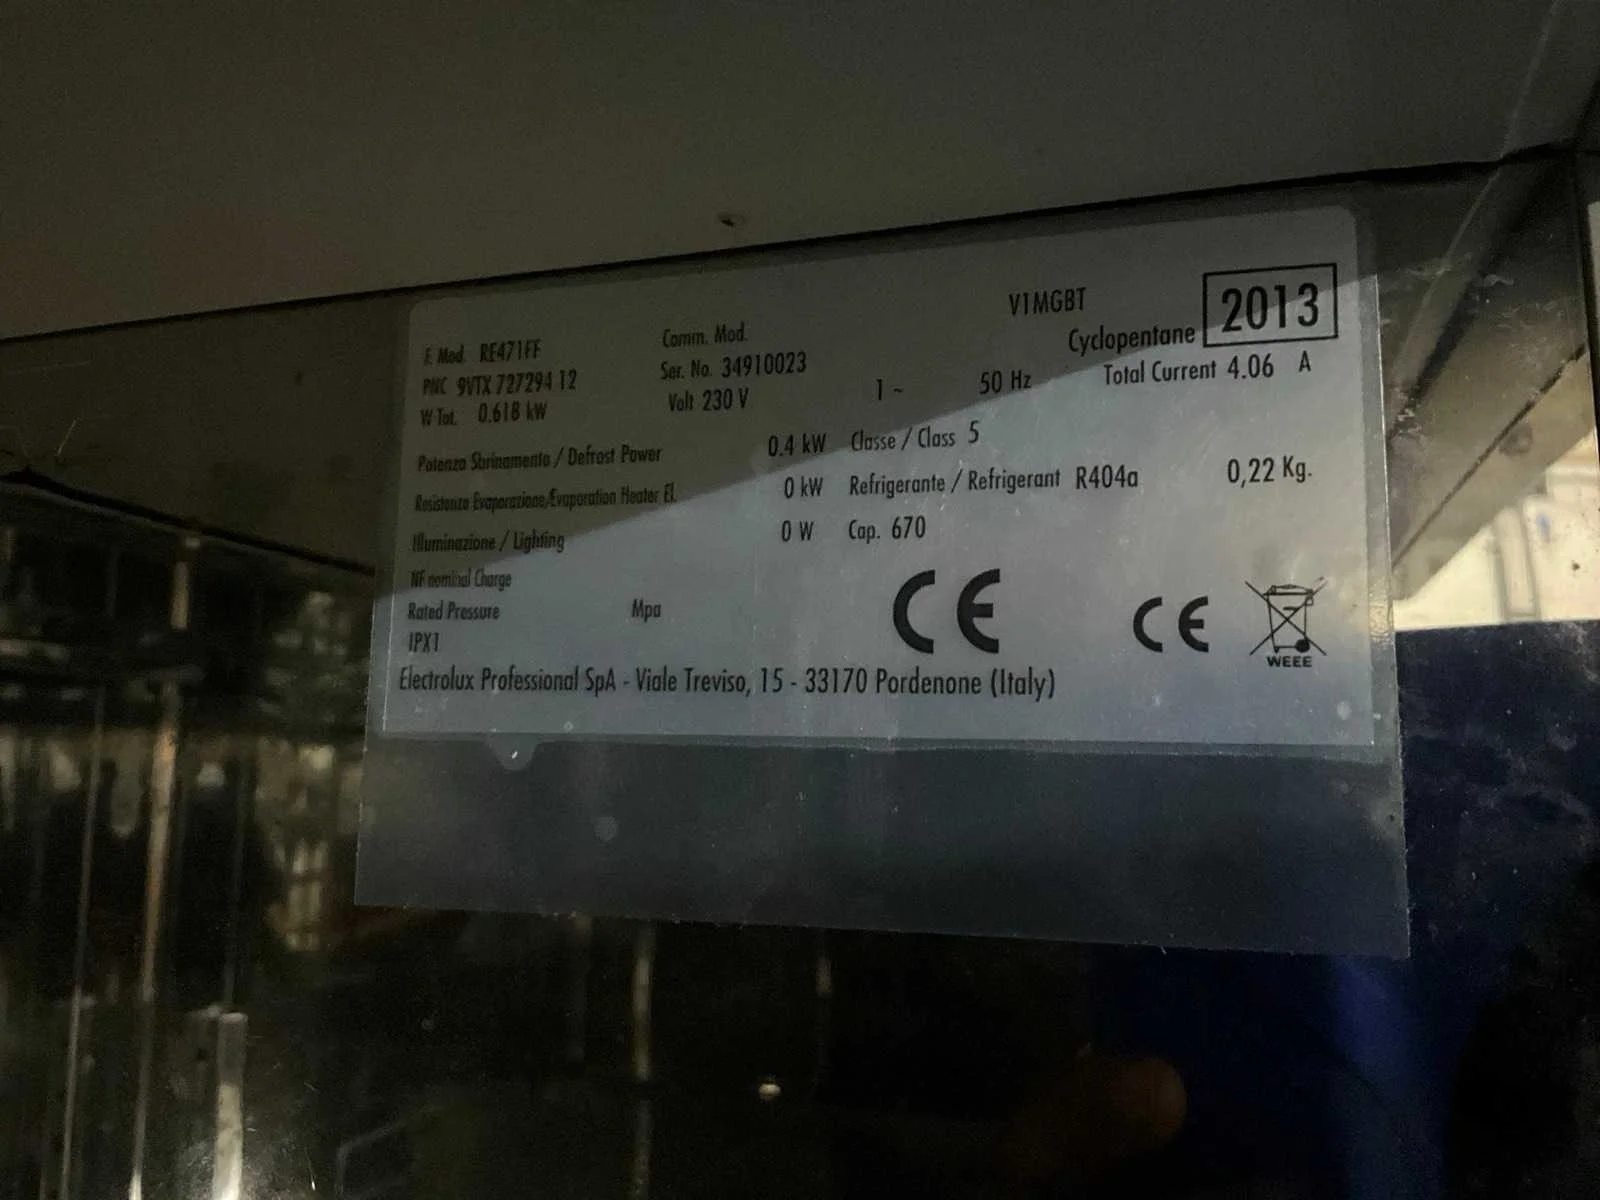 V1MGBT
2013
F. Mod. RE471FF Comm. Mod. Cyclopentane
PNC 9VTX 727294 12 Ser. No. 34910023
W Tot. 0.618 kW Volt 230 V 1 ~ 50 Hz Total Current 4.06 A
Potenza Sbrinamento / Defrost Power 0.4 kW Classe / Class 5
Resistenza Evaporazione/Evaporation Heater El. 0 kW Refrigerante / Refrigerant R404a 0,22 Kg.
Illuminazione / Lighting 0 W Cap. 670
NF nominal Charge
Rated Pressure Mpa
IPX1
CE CE
WEEE
Electrolux Professional SpA - Viale Treviso, 15 - 33170 Pordenone (Italy)